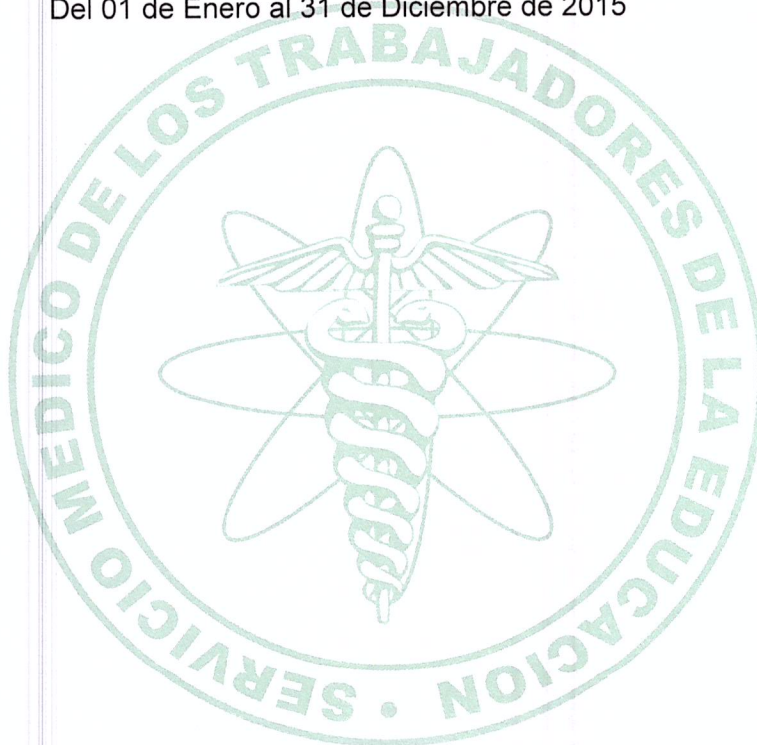 Del 01 de Enero al 31 de Diciembre de 2015
SERVICIO MEDICO DE LOS TRABAJADORES DE LA EDUCACION •